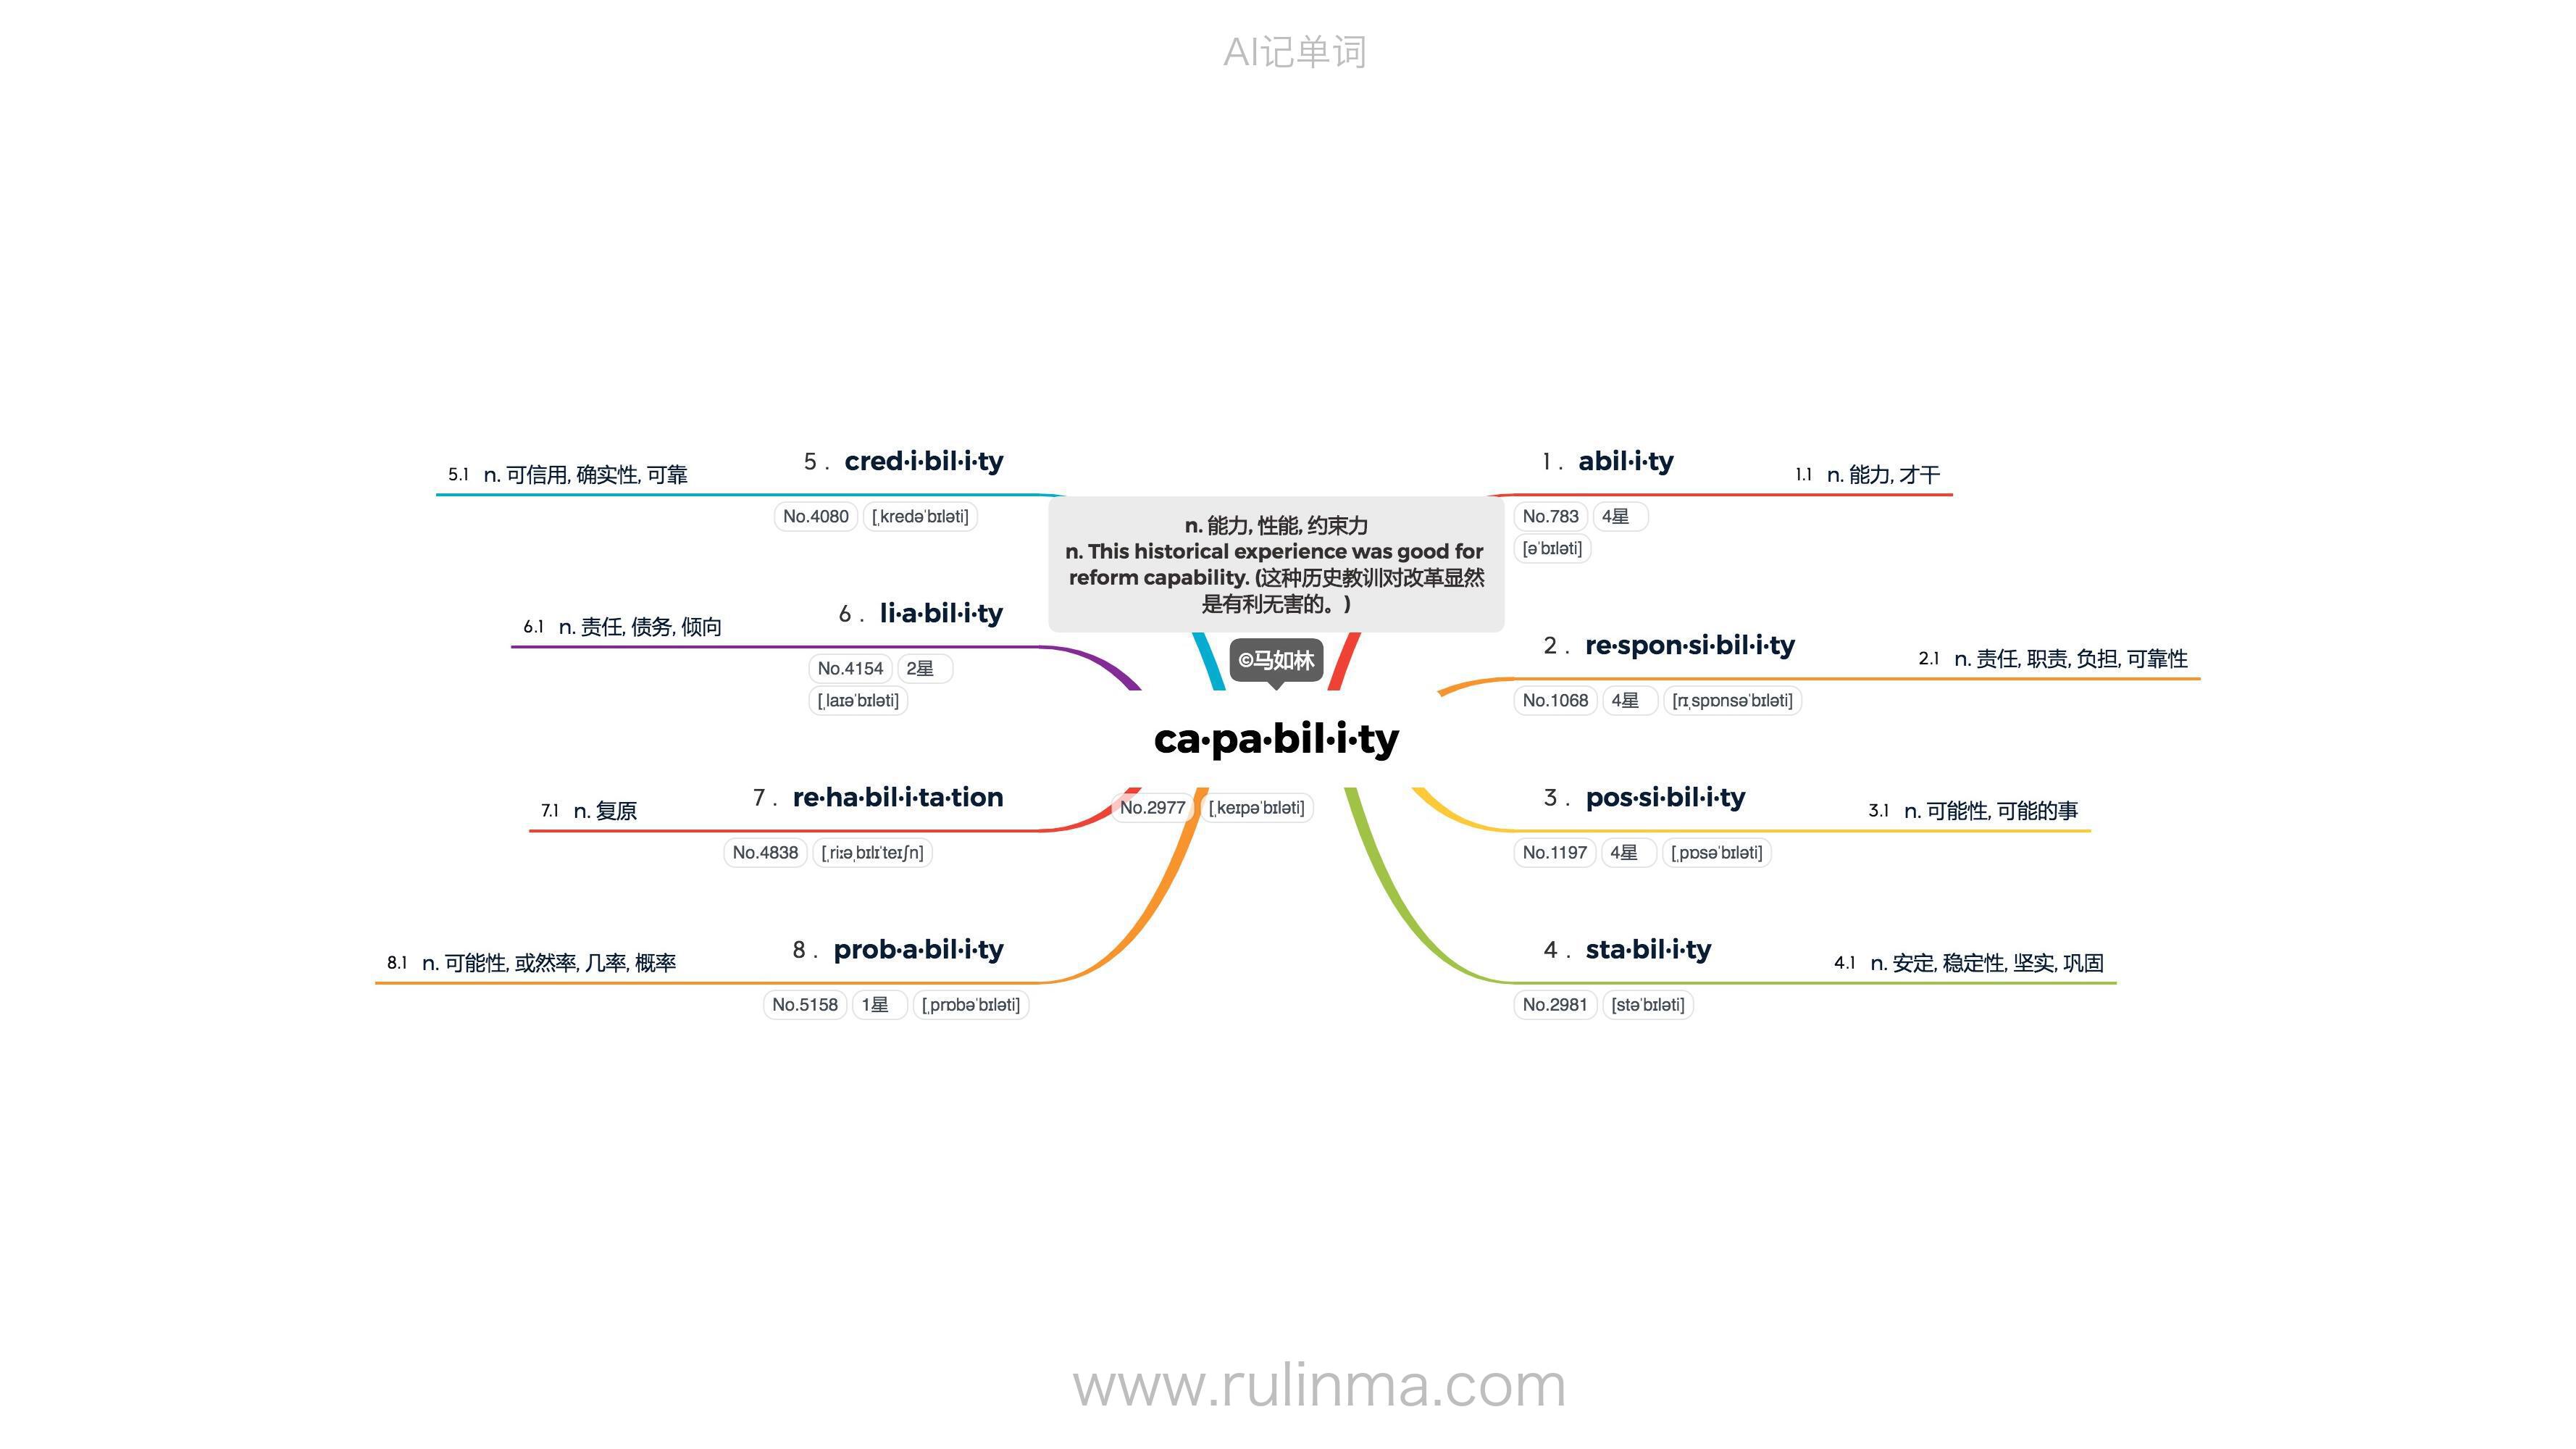 AI记单词
n. 能力, 性能, 约束力
n. This historical experience was good for
reform capability. (这种历史教训对改革显然
是有利无害的。)
©马如林
ca·pa·bil·i·ty
No.2977 [ˌkeɪpəˈbɪləti]
1 . abil·i·ty
No.783 4星
[əˈbɪləti]
1.1 n. 能力, 才干
2 . re·spon·si·bil·i·ty
No.1068 4星 [rɪˌspɒnsəˈbɪləti]
2.1 n. 责任, 职责, 负担, 可靠性
3 . pos·si·bil·i·ty
No.1197 4星 [ˌpɒsəˈbɪləti]
3.1 n. 可能性, 可能的事
4 . sta·bil·i·ty
No.2981 [stəˈbɪləti]
4.1 n. 安定, 稳定性, 坚实, 巩固
5 . cred·i·bil·i·ty
No.4080 [ˌkredəˈbɪləti]
5.1 n. 可信用, 确实性, 可靠
6 . li·a·bil·i·ty
No.4154 2星
[ˌlaɪəˈbɪləti]
6.1 n. 责任, 债务, 倾向
7 . re·ha·bil·i·ta·tion
No.4838 [ˌriːəˌbɪlɪˈteɪʃn]
7.1 n. 复原
8 . prob·a·bil·i·ty
No.5158 1星 [ˌprɒbəˈbɪləti]
8.1 n. 可能性, 或然率, 几率, 概率
www.rulinma.com